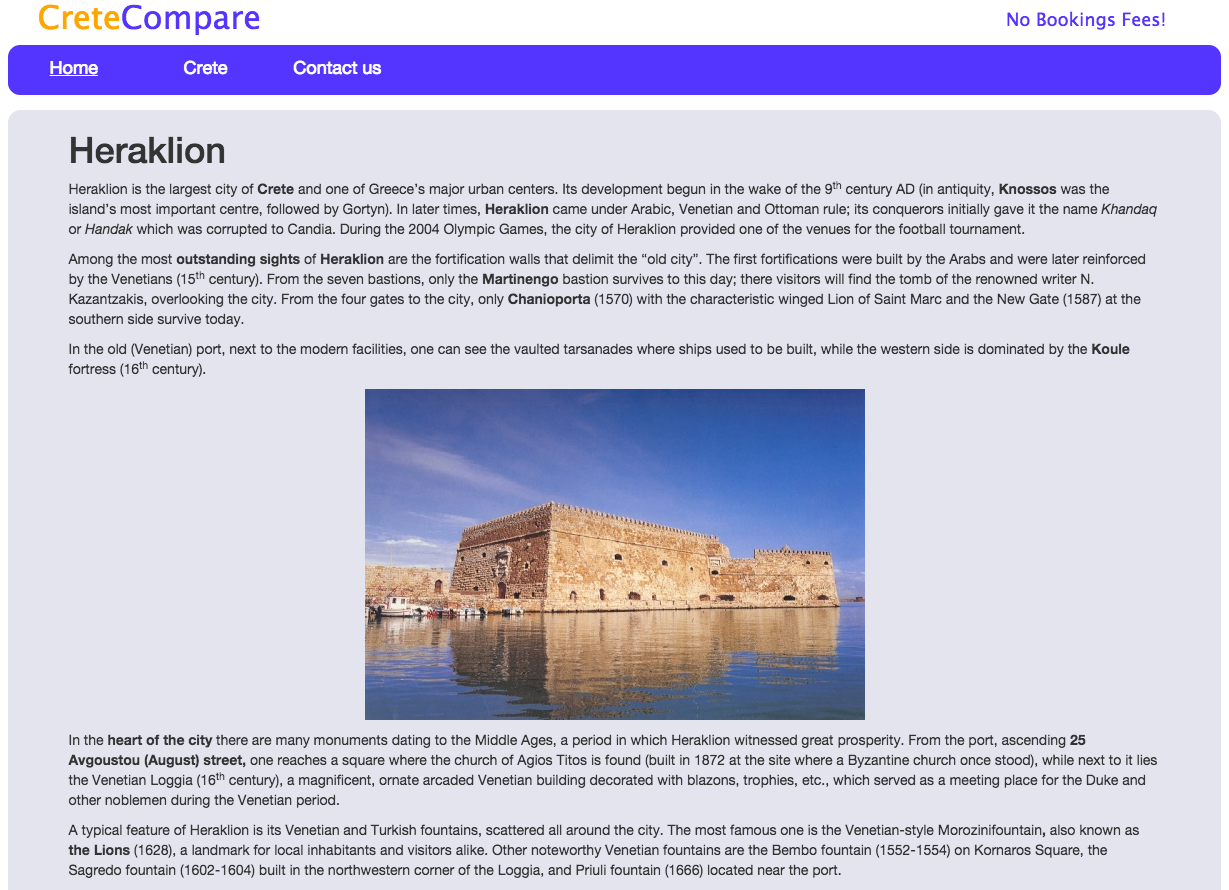 CreteCompare
No Bookings Fees!
Home Crete Contact us
Heraklion
Heraklion is the largest city of Crete and one of Greece’s major urban centers. Its development begun in the wake of the 9th century AD (in antiquity, Knossos was the
island’s most important centre, followed by Gortyn). In later times, Heraklion came under Arabic, Venetian and Ottoman rule; its conquerors initially gave it the name Khandaq
or Handak which was corrupted to Candia. During the 2004 Olympic Games, the city of Heraklion provided one of the venues for the football tournament.
Among the most outstanding sights of Heraklion are the fortification walls that delimit the “old city”. The first fortifications were built by the Arabs and were later reinforced
by the Venetians (15th century). From the seven bastions, only the Martinengo bastion survives to this day; there visitors will find the tomb of the renowned writer N.
Kazantzakis, overlooking the city. From the four gates to the city, only Chanioporta (1570) with the characteristic winged Lion of Saint Marc and the New Gate (1587) at the
southern side survive today.
In the old (Venetian) port, next to the modern facilities, one can see the vaulted tarsanades where ships used to be built, while the western side is dominated by the Koule
fortress (16th century).
In the heart of the city there are many monuments dating to the Middle Ages, a period in which Heraklion witnessed great prosperity. From the port, ascending 25
Avgoustou (August) street, one reaches a square where the church of Agios Titos is found (built in 1872 at the site where a Byzantine church once stood), while next to it lies
the Venetian Loggia (16th century), a magnificent, ornate arcaded Venetian building decorated with blazons, trophies, etc., which served as a meeting place for the Duke and
other noblemen during the Venetian period.
A typical feature of Heraklion is its Venetian and Turkish fountains, scattered all around the city. The most famous one is the Venetian-style Morozinifountain, also known as
the Lions (1628), a landmark for local inhabitants and visitors alike. Other noteworthy Venetian fountains are the Bembo fountain (1552-1554) on Kornaros Square, the
Sagredo fountain (1602-1604) built in the northwestern corner of the Loggia, and Priuli fountain (1666) located near the port.